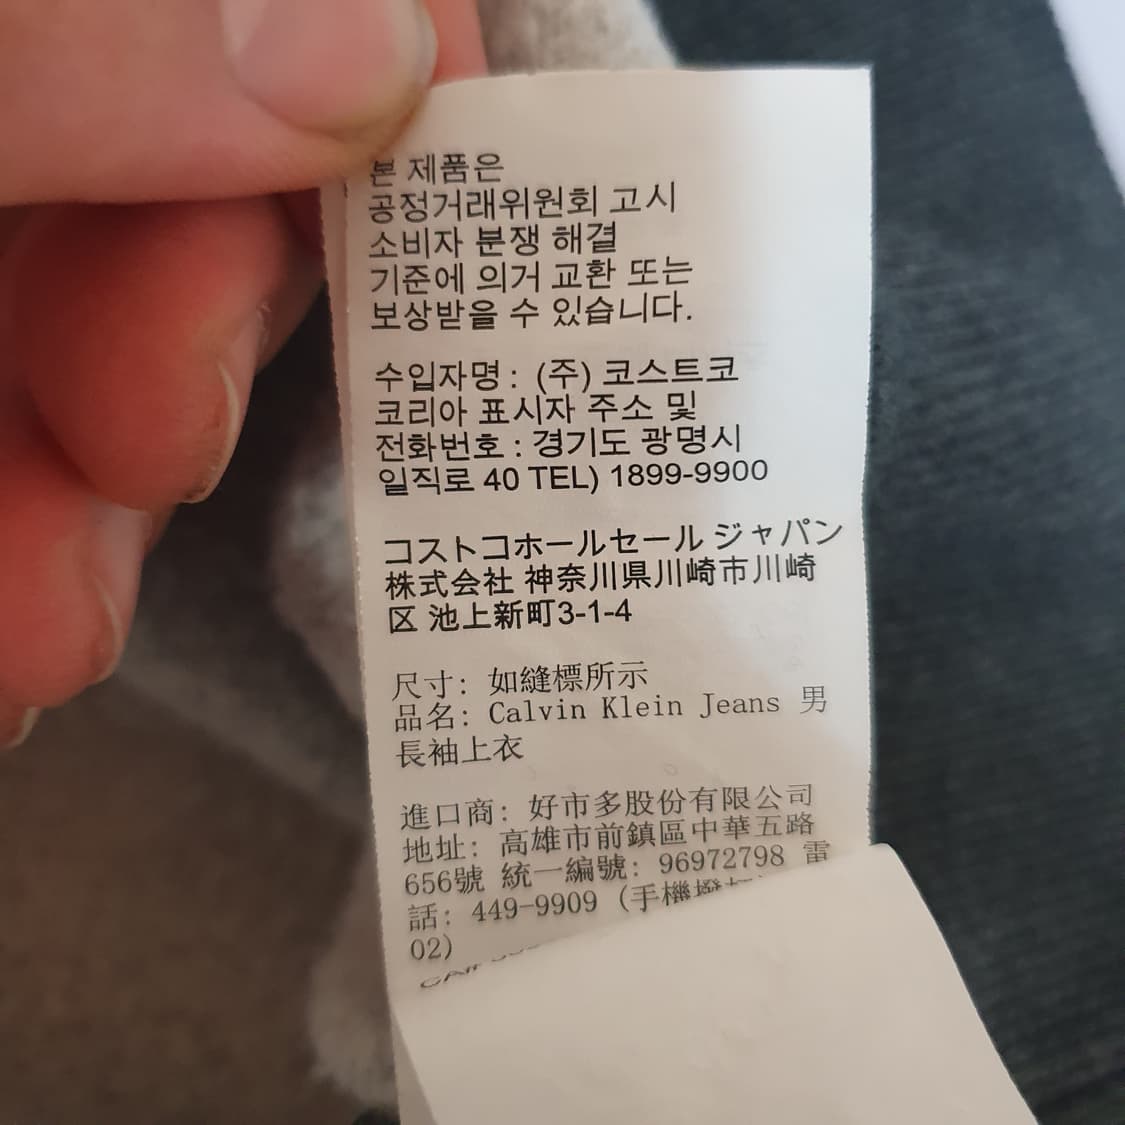 본 제품은
공정거래위원회 고시
소비자 분쟁 해결
기준에 의거 교환 또는
보상받을 수 있습니다.
수입자명 : (주) 코스트코
코리아 표시자 주소 및
전화번호 : 경기도 광명시
일직로 40 TEL) 1899-9900
コストコホールセール ジャパン
株式会社 神奈川県川崎市川崎
区 池上新町3-1-4
尺寸: 如縫標所示
品名: Calvin Klein Jeans 男
長袖上衣
進口商: 好市多股份有限公司
地址: 高雄市前鎮區中華五路
656號 統一編號: 96972798 電
話: 449-9909 (手機撥
02)